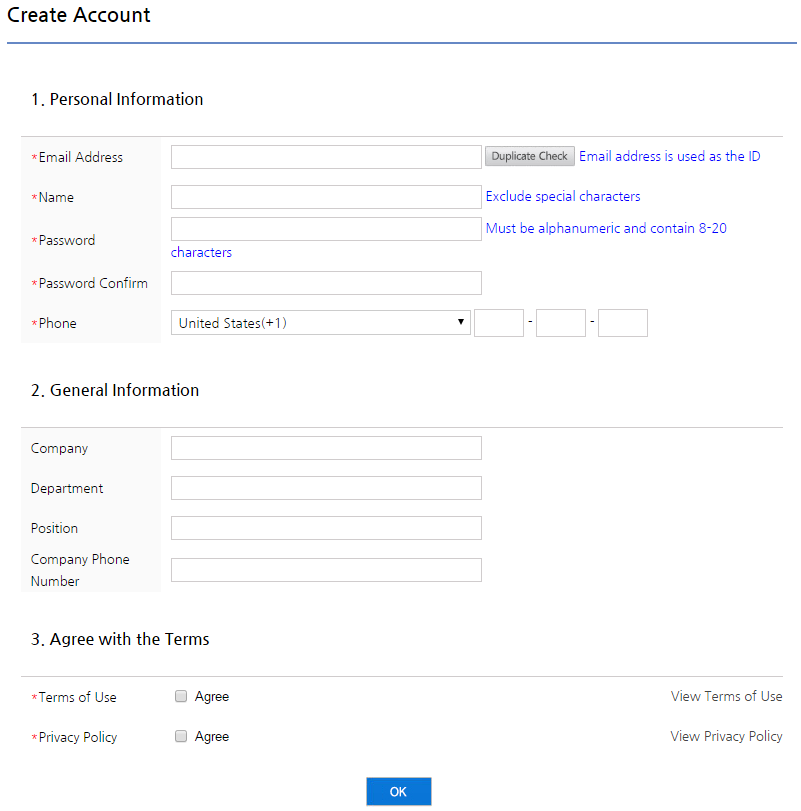 Create Account
1. Personal Information
*Email Address Duplicate Check Email address is used as the ID
*Name Exclude special characters
*Password Must be alphanumeric and contain 8-20
characters
*Password Confirm
*Phone United States(+1) ▼ - -
2. General Information
Company
Department
Position
Company Phone
Number
3. Agree with the Terms
*Terms of Use Agree View Terms of Use
*Privacy Policy Agree View Privacy Policy
OK